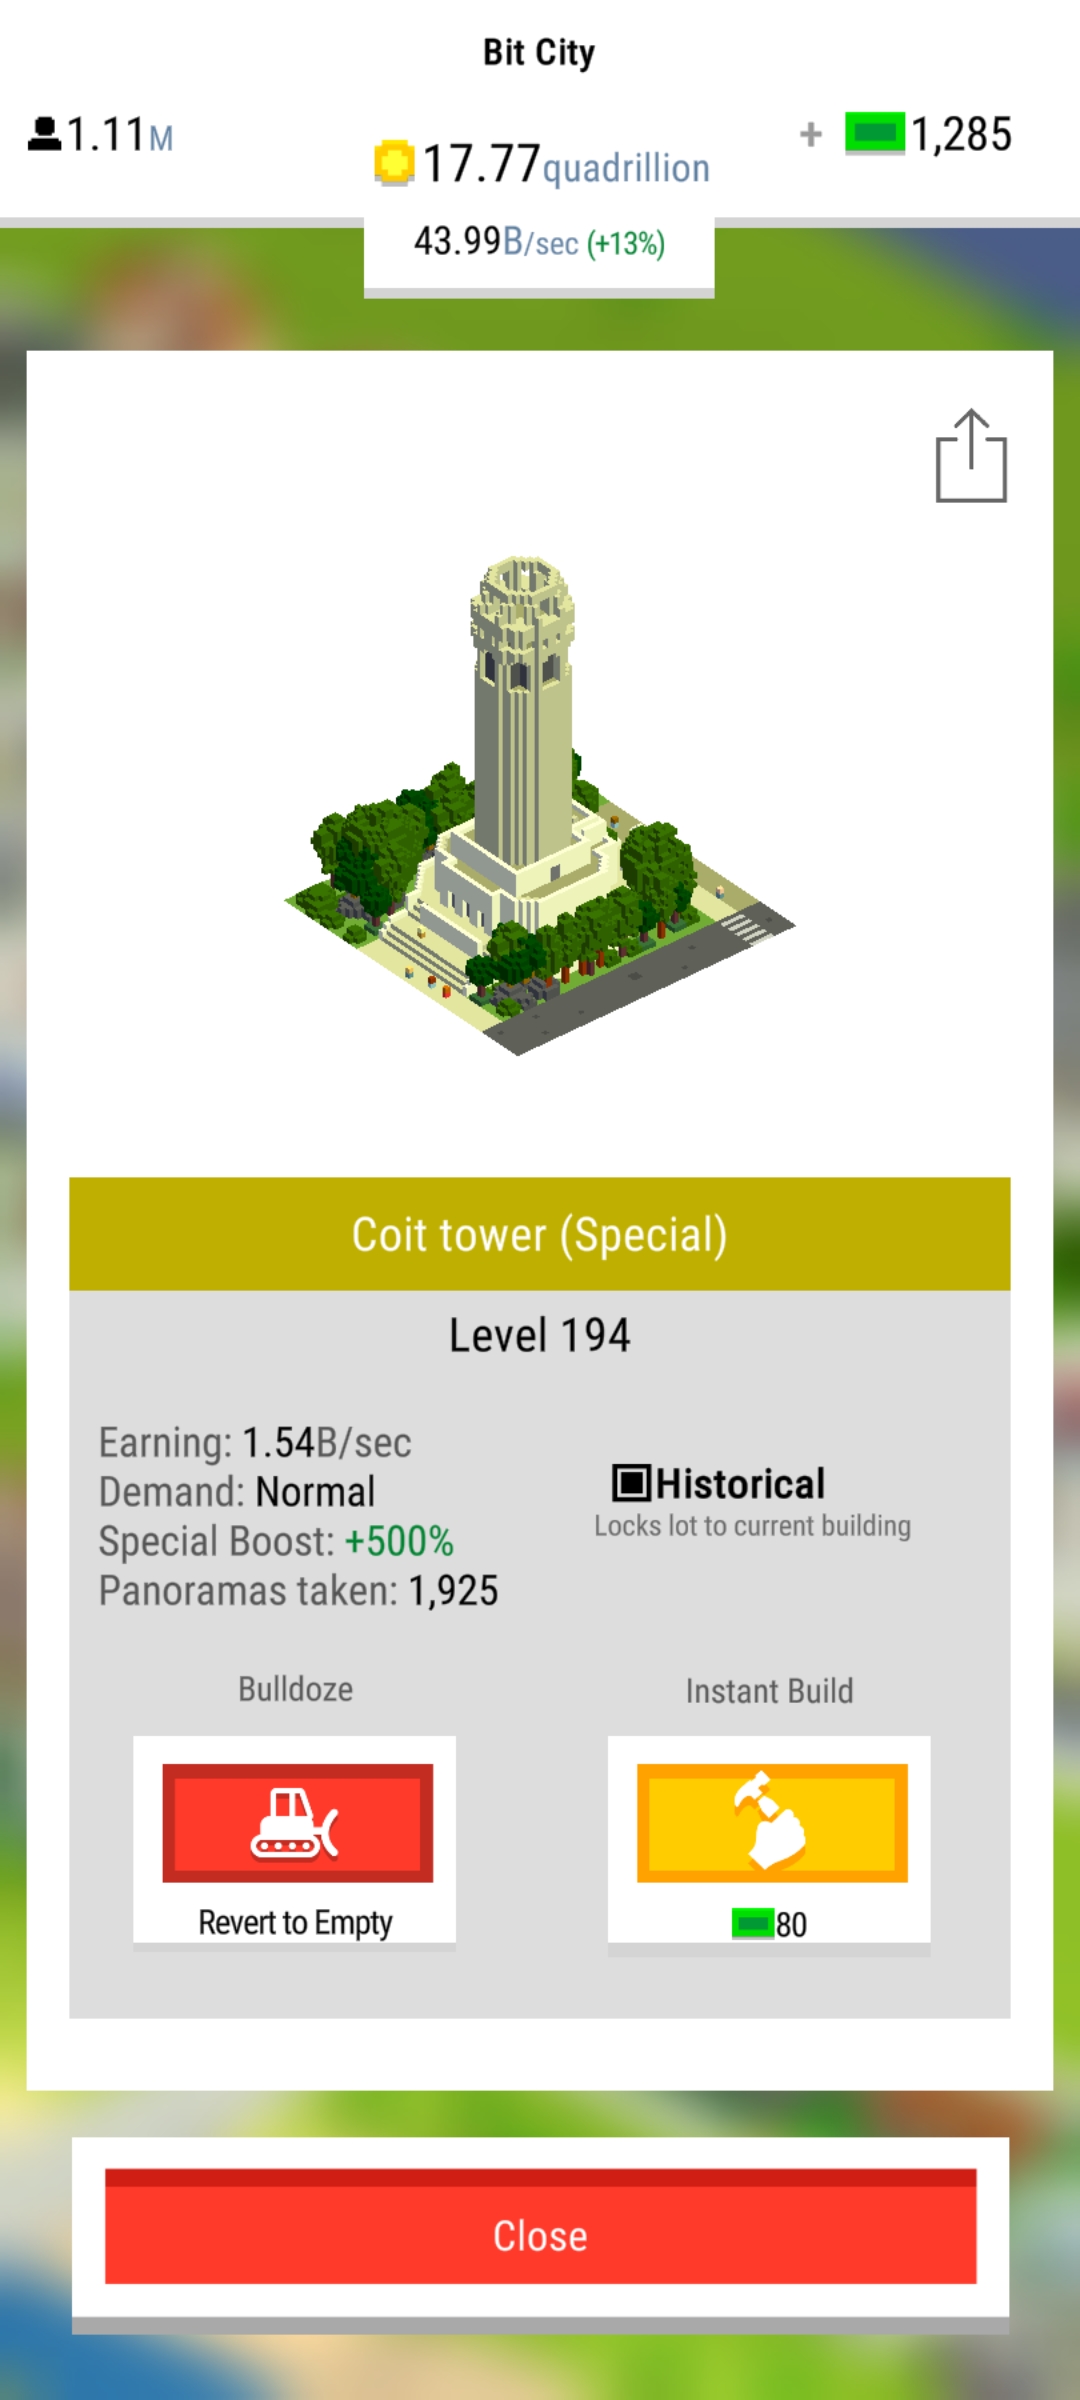 Bit City
1.11M
17.77quadrillion
+ 1,285
43.99B/sec (+13%)
Coit tower (Special)
Level 194
Earning: 1.54B/sec
Demand: Normal
Special Boost: +500%
Panoramas taken: 1,925
Historical
Locks lot to current building
Bulldoze
Revert to Empty
Instant Build
80
Close